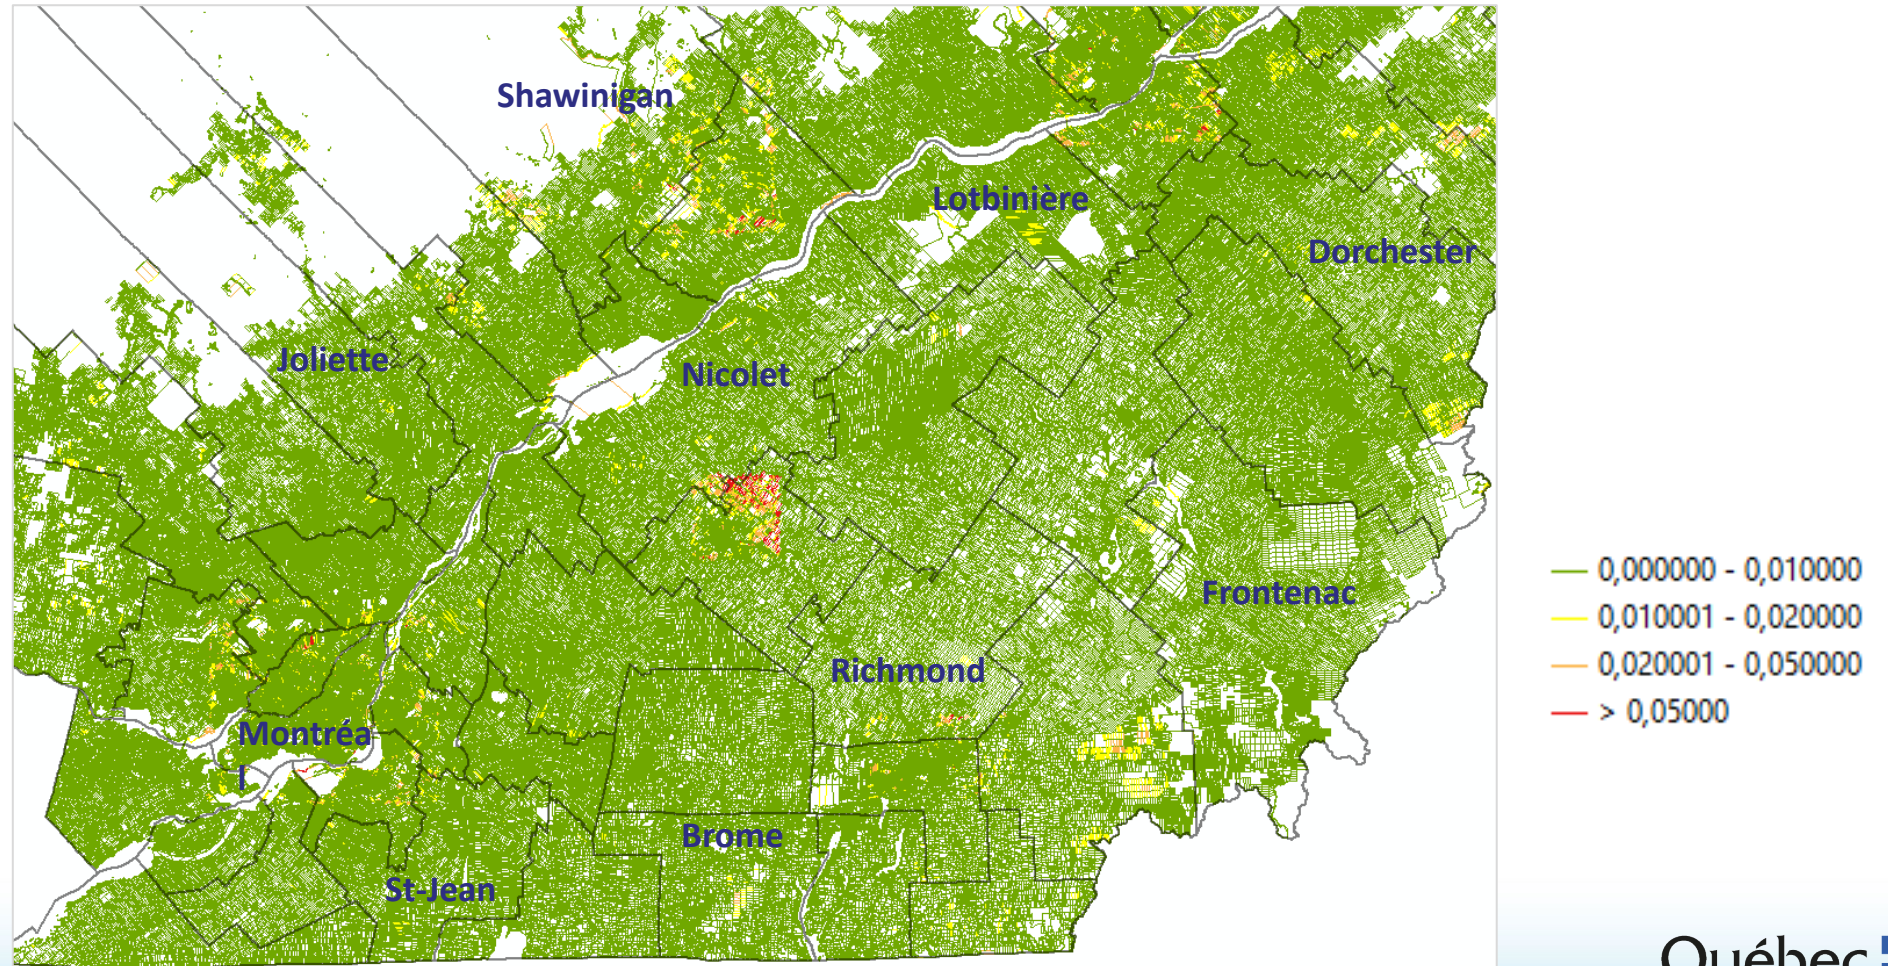 Shawinigan
Lotbinière
Dorchester
Joliette
Nicolet
Frontenac
Richmond
Montréa
l
Brome
St-Jean
0,000000 - 0,010000
0,010001 - 0,020000
0,020001 - 0,050000
> 0,05000
Québec